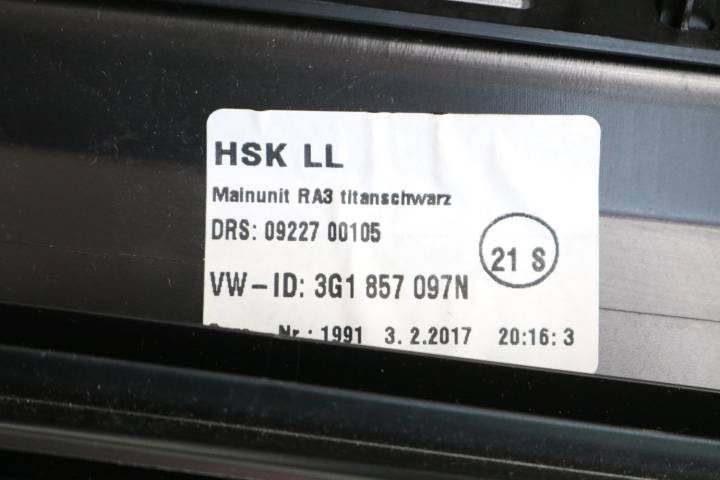 HSK LL
Mainunit RA3 titanschwarz
DRS: 09227 00105
21 S
VW-ID: 3G1 857 097N
Nr.: 1991 3.2.2017 20:16:3